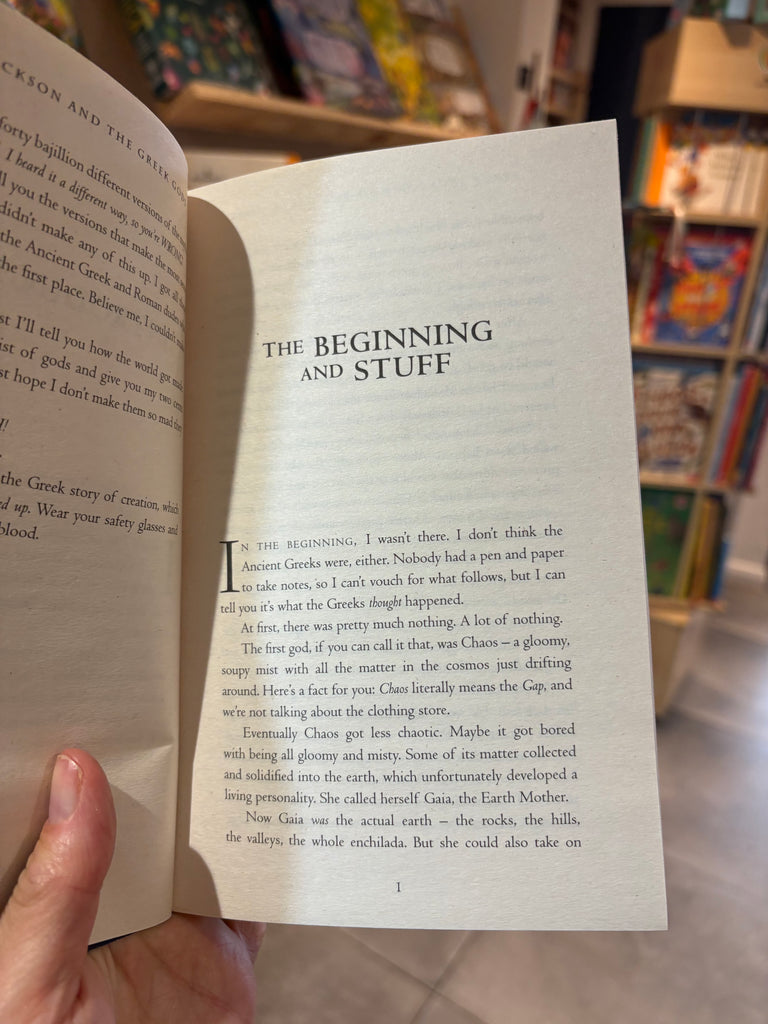 CKSON AND THE GREEK GODS
forty bajillion different versions of the
I heard it a different way, so you're WRONG!
ll you the versions that make the most
didn't make any of this up. I got all
the Ancient Greek and Roman dudes
the first place. Believe me, I couldn't
st I'll tell you how the world got
ist of gods and give you my two
st hope I don't make them so mad they
the Greek story of creation, which
ed up. Wear your safety glasses and
blood.
THE BEGINNING
AND STUFF
IN THE BEGINNING, I wasn't there. I don't think the
Ancient Greeks were, either. Nobody had a pen and paper
to take notes, so I can't vouch for what follows, but I can
tell you it's what the Greeks thought happened.
At first, there was pretty much nothing. A lot of nothing.
The first god, if you can call it that, was Chaos – a gloomy,
soupy mist with all the matter in the cosmos just drifting
around. Here's a fact for you: Chaos literally means the Gap, and
we're not talking about the clothing store.
Eventually Chaos got less chaotic. Maybe it got bored
with being all gloomy and misty. Some of its matter collected
and solidified into the earth, which unfortunately developed a
living personality. She called herself Gaia, the Earth Mother.
Now Gaia was the actual earth – the rocks, the hills,
the valleys, the whole enchilada. But she could also take on
1